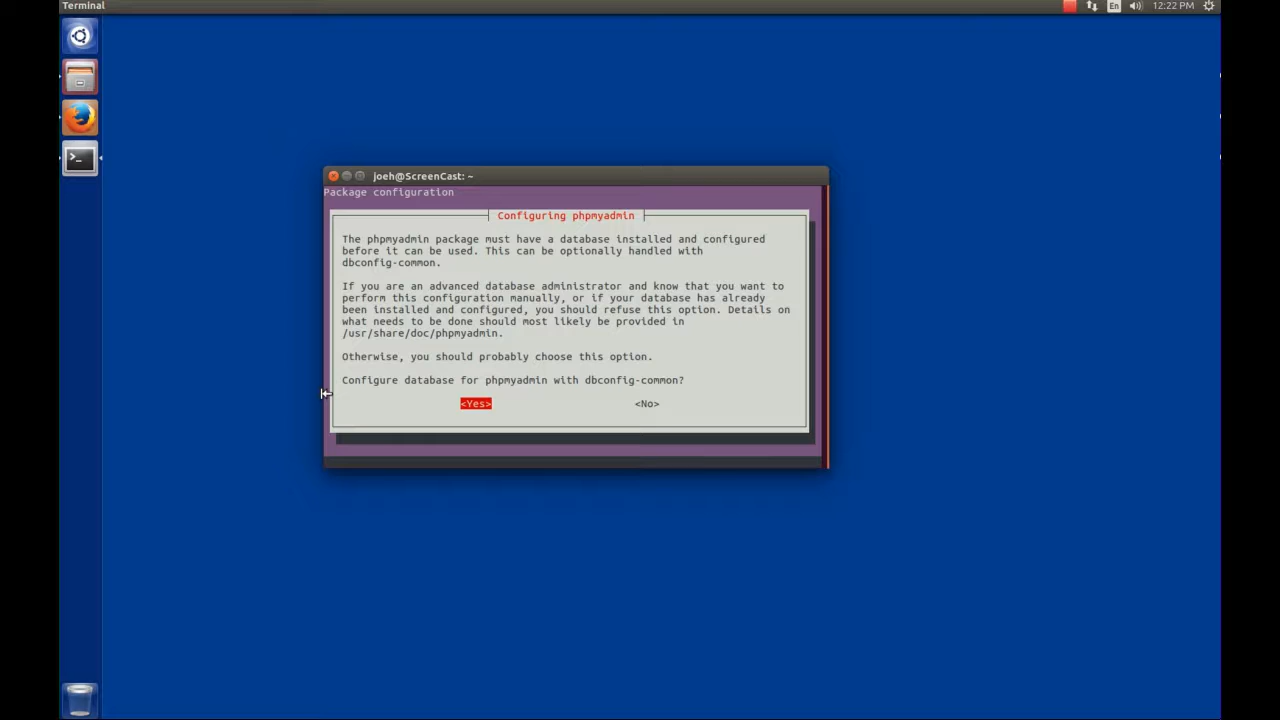 Terminal
En
12:22 PM
>_
joeh@ScreenCast: ~
Package configuration
Configuring phpmyadmin
The phpmyadmin package must have a database installed and configured
before it can be used. This can be optionally handled with
dbconfig-common.
If you are an advanced database administrator and know that you want to
perform this configuration manually, or if your database has already
been installed and configured, you should refuse this option. Details on
what needs to be done should most likely be provided in
/usr/share/doc/phpmyadmin.
Otherwise, you should probably choose this option.
Configure database for phpmyadmin with dbconfig-common?
<Yes> <No>